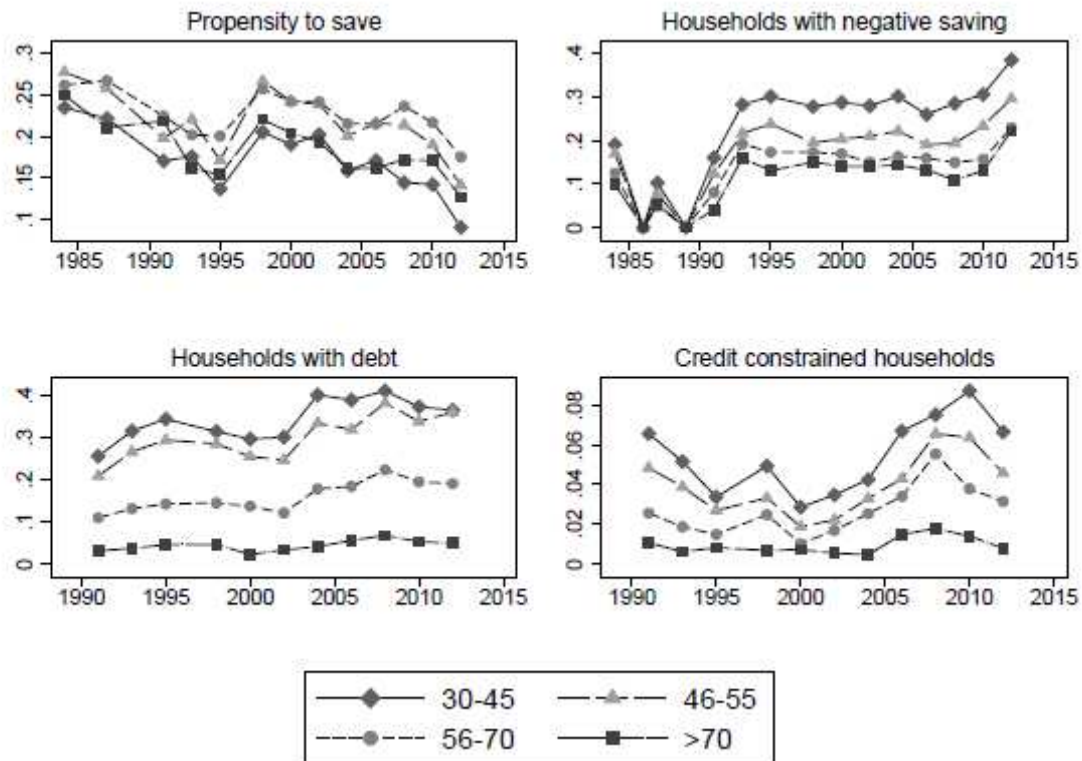 Propensity to save
.3
.25
.2
.15
.1
1985 1990 1995 2000 2005 2010 2015
Households with negative saving
.4
.3
.2
.1
0
1985 1990 1995 2000 2005 2010 2015
Households with debt
.4
.3
.2
.1
0
1990 1995 2000 2005 2010 2015
Credit constrained households
.08
.06
.04
.02
0
1990 1995 2000 2005 2010 2015
30-45 46-55
56-70 >70